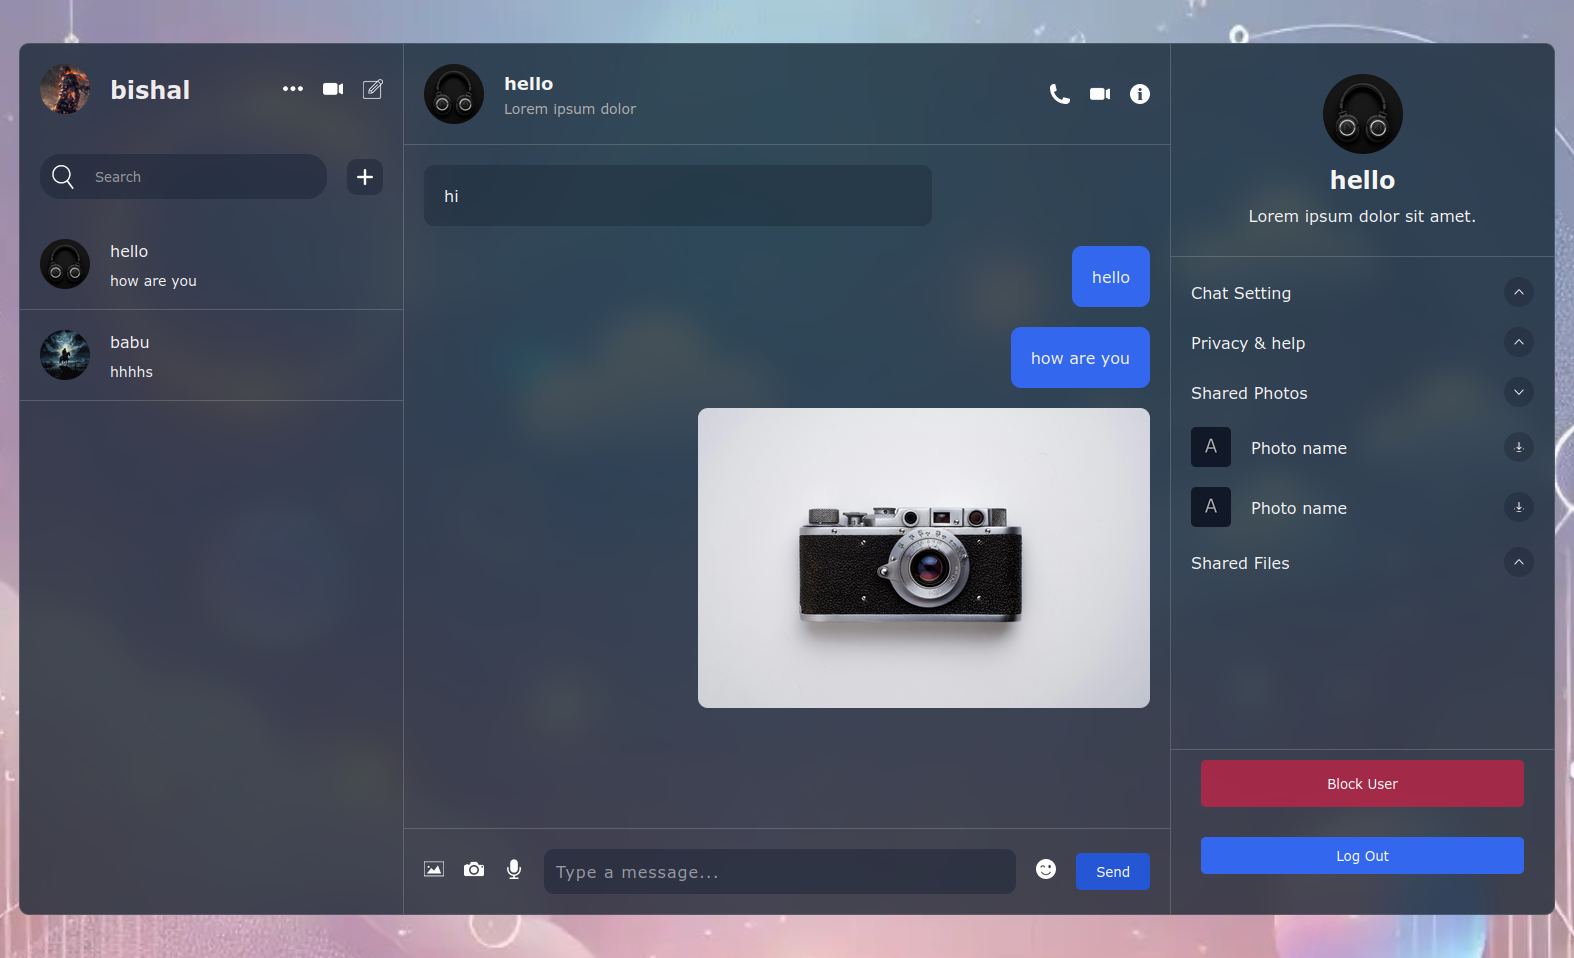 bishal
Search
hello
how are you
babu
hhhhs
hello
Lorem ipsum dolor
hi
hello
how are you
Type a message...
Send
hello
Lorem ipsum dolor sit amet.
Chat Setting
Privacy & help
Shared Photos
A
Photo name
A
Photo name
Shared Files
Block User
Log Out